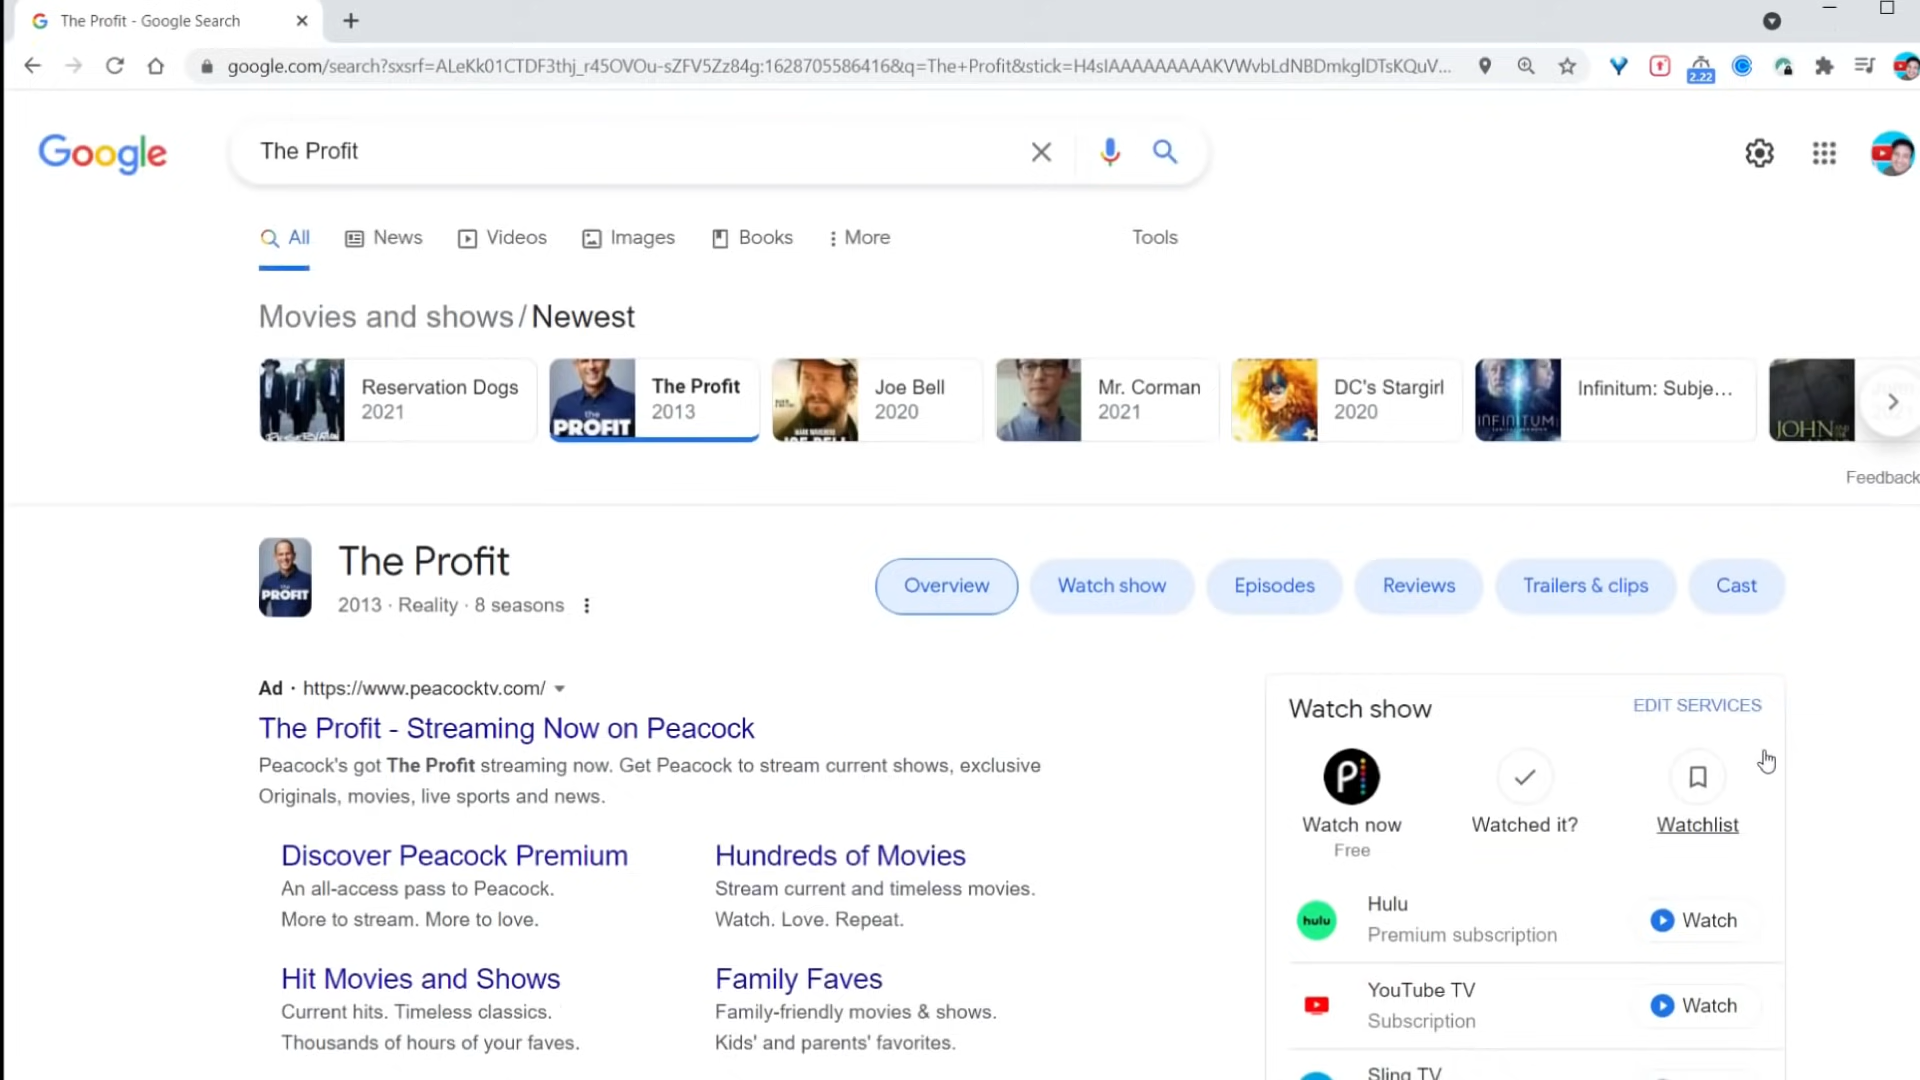 The Profit - Google Search
google.com/search?sxsrf=ALeKk01CTDF3thj_r45OVOu-sZFV5Zz84g:1628705586416&q=The+Profit&stick=H4sIAAAAAAAAAKVWvbLdNBDmkglDTsKQuV...
2.22
Google
The Profit
All
News
Videos
Images
Books
More
Tools
Movies and shows / Newest
Reservation Dogs
2021
the
PROFIT
The Profit
2013
Joe Bell
2020
Mr. Corman
2021
DC's Stargirl
2020
INFINITUM
Infinitum: Subje...
JOHN
Feedback
PROFIT
The Profit
2013 · Reality · 8 seasons
Overview
Watch show
Episodes
Reviews
Trailers & clips
Cast
Ad · https://www.peacocktv.com/
The Profit - Streaming Now on Peacock
Peacock's got The Profit streaming now. Get Peacock to stream current shows, exclusive
Originals, movies, live sports and news.
Discover Peacock Premium
An all-access pass to Peacock.
More to stream. More to love.
Hundreds of Movies
Stream current and timeless movies.
Watch. Love. Repeat.
Hit Movies and Shows
Current hits. Timeless classics.
Thousands of hours of your faves.
Family Faves
Family-friendly movies & shows.
Kids' and parents' favorites.
Watch show
EDIT SERVICES
P
Watch now
Free
Watched it?
Watchlist
hulu
Hulu
Premium subscription
Watch
YouTube TV
Subscription
Watch
Sling TV